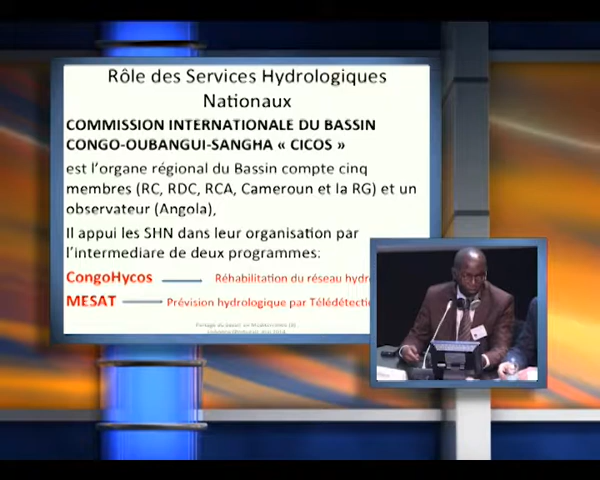 Rôle des Services Hydrologiques
Nationaux
COMMISSION INTERNATIONALE DU BASSIN
CONGO-OUBANGUI-SANGHA « CICOS »
est l'organe régional du Bassin compte cinq
membres (RC, RDC, RCA, Cameroun et la RG) et un
observateur (Angola),
Il appui les SHN dans leur organisation par
l'intermediare de deux programmes:
CongoHycos Réhabilitation du réseau hydro
MESAT Prévision hydrologique par Télédétectio